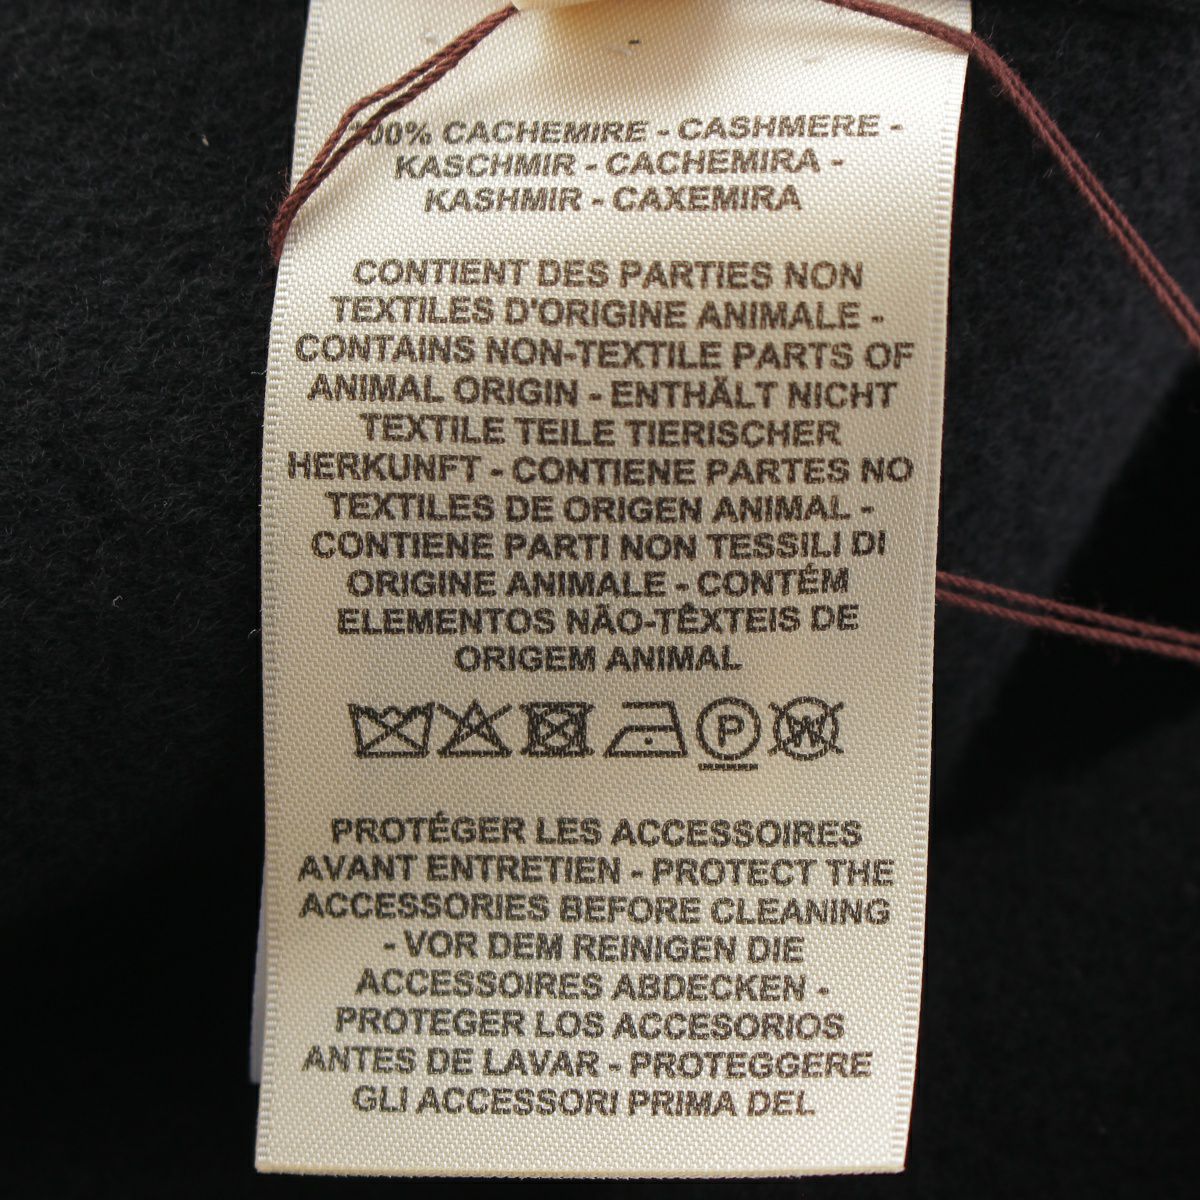 100% CACHEMIRE - CASHMERE -
KASCHMIR - CACHEMIRA -
KASHMIR - CAXEMIRA
CONTIENT DES PARTIES NON
TEXTILES D'ORIGINE ANIMALE -
CONTAINS NON-TEXTILE PARTS OF
ANIMAL ORIGIN - ENTHÄLT NICHT
TEXTILE TEILE TIERISCHER
HERKUNFT - CONTIENE PARTES NO
TEXTILES DE ORIGEN ANIMAL -
CONTIENE PARTI NON TESSILI DI
ORIGINE ANIMALE - CONTÉM
ELEMENTOS NÃO-TÊXTEIS DE
ORIGEM ANIMAL
P W
PROTÉGER LES ACCESSOIRES
AVANT ENTRETIEN - PROTECT THE
ACCESSORIES BEFORE CLEANING
- VOR DEM REINIGEN DIE
ACCESSOIRES ABDECKEN -
PROTEGER LOS ACCESORIOS
ANTES DE LAVAR - PROTEGGERE
GLI ACCESSORI PRIMA DEL